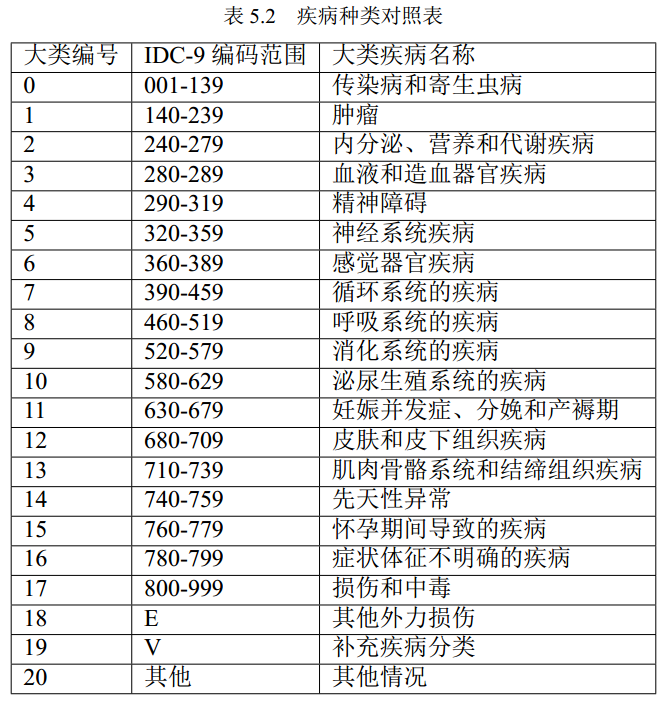 表 5.2 疾病种类对照表
大类编号 IDC-9 编码范围 大类疾病名称
0 001-139 传染病和寄生虫病
1 140-239 肿瘤
2 240-279 内分泌、营养和代谢疾病
3 280-289 血液和造血器官疾病
4 290-319 精神障碍
5 320-359 神经系统疾病
6 360-389 感觉器官疾病
7 390-459 循环系统的疾病
8 460-519 呼吸系统的疾病
9 520-579 消化系统的疾病
10 580-629 泌尿生殖系统的疾病
11 630-679 妊娠并发症、分娩和产褥期
12 680-709 皮肤和皮下组织疾病
13 710-739 肌肉骨骼系统和结缔组织疾病
14 740-759 先天性异常
15 760-779 怀孕期间导致的疾病
16 780-799 症状体征不明确的疾病
17 800-999 损伤和中毒
18 E 其他外力损伤
19 V 补充疾病分类
20 其他 其他情况